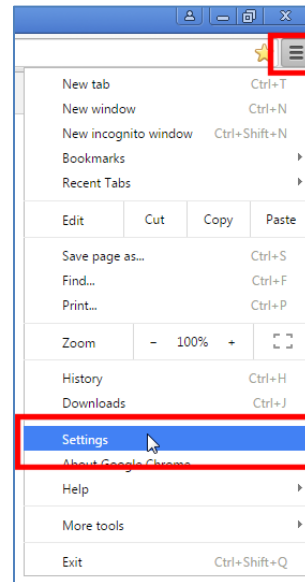 New tab Ctrl+T
New window Ctrl+N
New incognito window Ctrl+Shift+N
Bookmarks
Recent Tabs
Edit Cut Copy Paste
Save page as... Ctrl+S
Find... Ctrl+F
Print... Ctrl+P
Zoom - 100% +
History Ctrl+H
Downloads Ctrl+J
Settings
About Google Chrome
Help
More tools
Exit Ctrl+Shift+Q